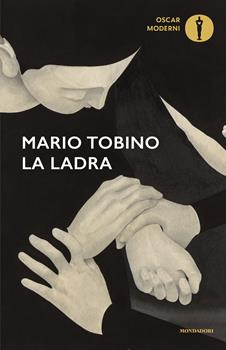 OSCAR
MODERNI
MARIO TOBINO
LA LADRA
MONDADORI